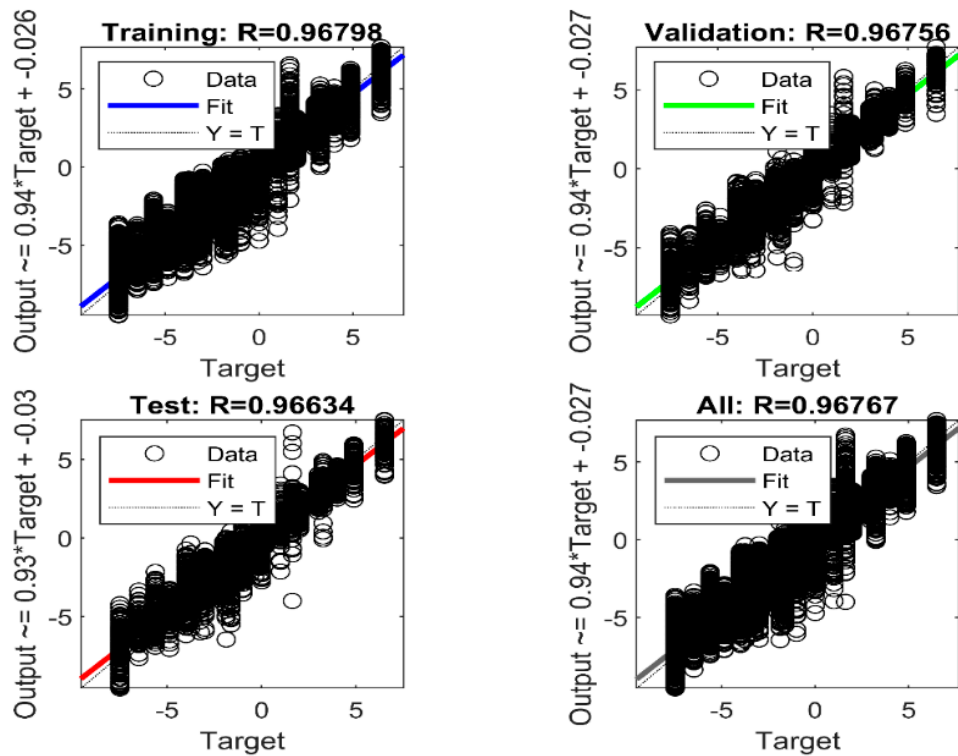 Training: R=0.96798
Output ~= 0.94*Target + -0.026
Data
Fit
Y = T
5
0
-5
-5
0
5
Target
Validation: R=0.96756
Output ~= 0.94*Target + -0.027
Data
Fit
Y = T
5
0
-5
-5
0
5
Target
Test: R=0.96634
Output ~= 0.93*Target + -0.03
Data
Fit
Y = T
5
0
-5
-5
0
5
Target
All: R=0.96767
Output ~= 0.94*Target + -0.027
Data
Fit
Y = T
5
0
-5
-5
0
5
Target